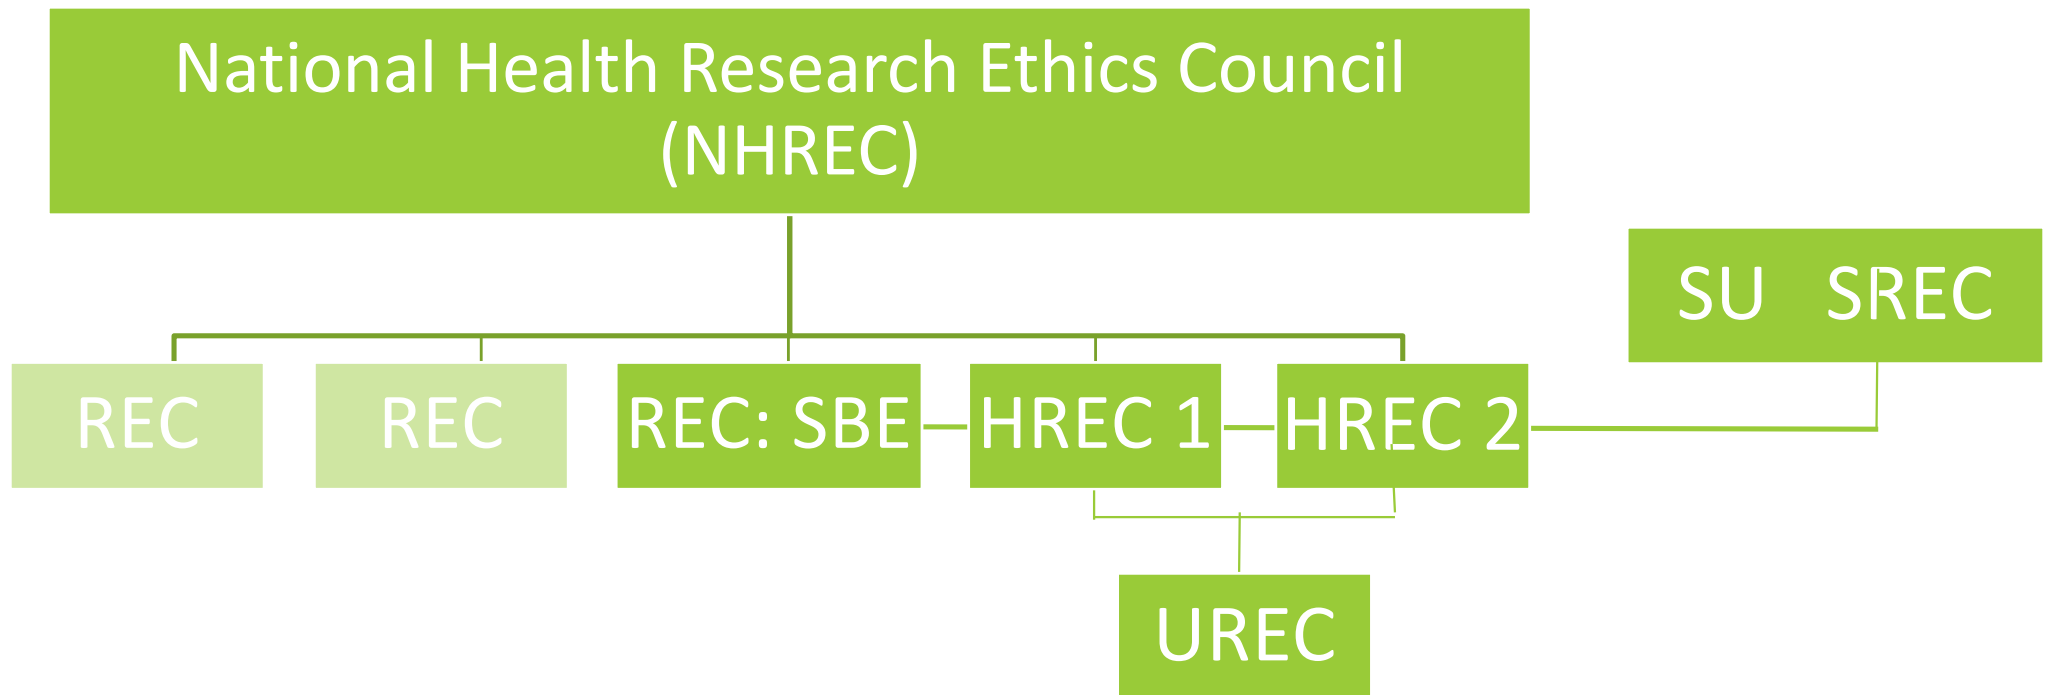 National Health Research Ethics Council
(NHREC)
SU SREC
REC
REC
REC: SBE
HREC 1
HREC 2
UREC